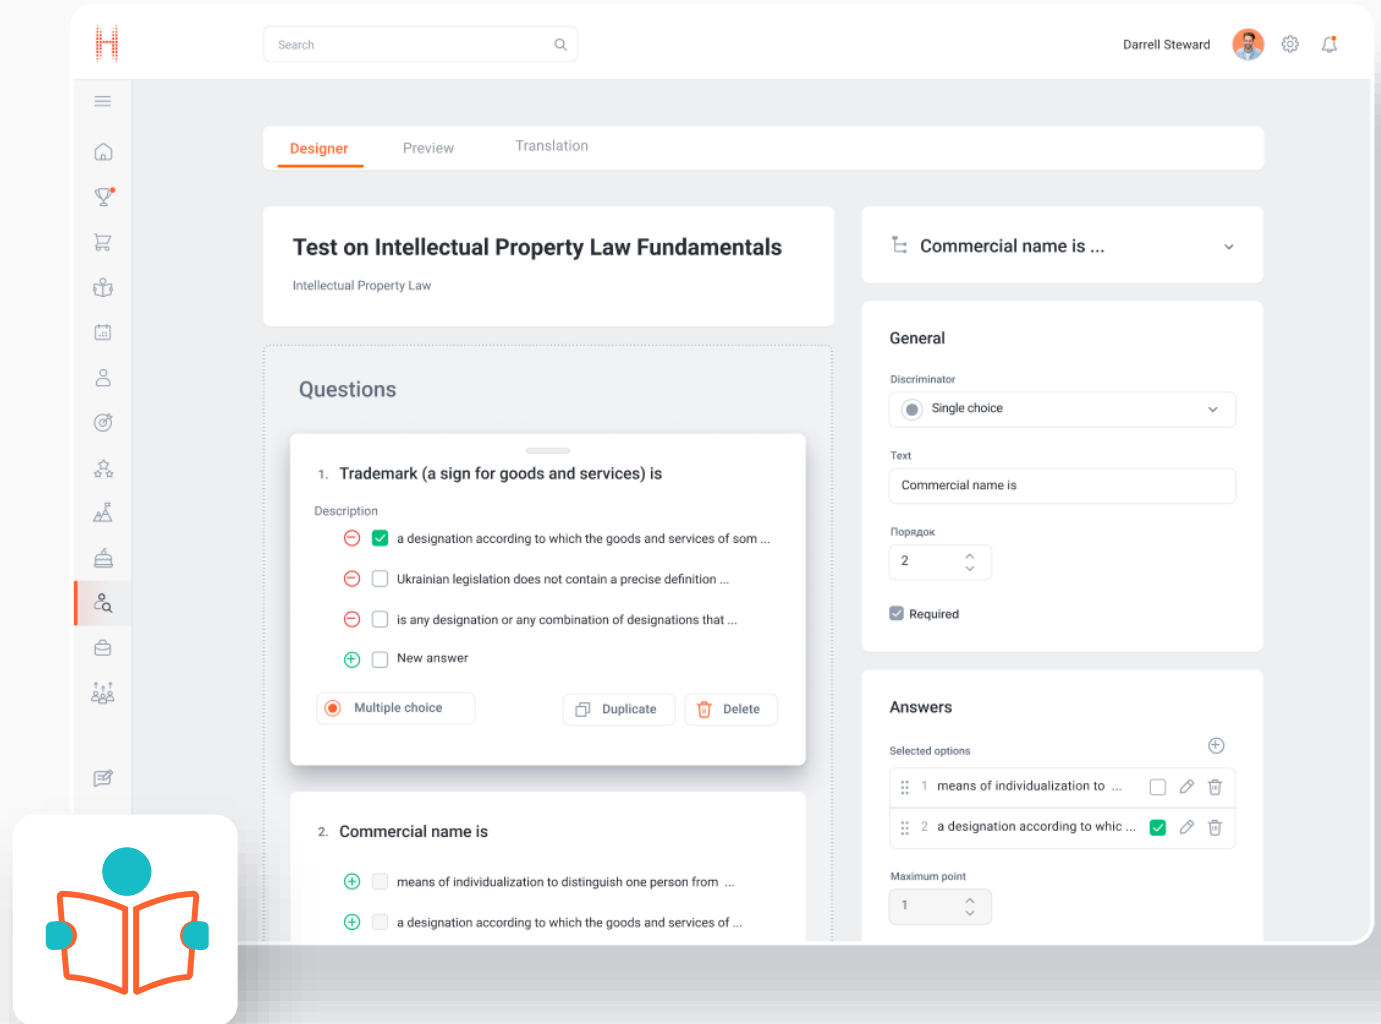 H
Search
Darrell Steward
Designer
Preview
Translation
Test on Intellectual Property Law Fundamentals
Intellectual Property Law
Questions
1. Trademark (a sign for goods and services) is
Description
a designation according to which the goods and services of som ...
Ukrainian legislation does not contain a precise definition ...
is any designation or any combination of designations that ...
New answer
Multiple choice
Duplicate
Delete
2. Commercial name is
means of individualization to distinguish one person from ...
a designation according to which the goods and services of ...
Commercial name is ...
General
Discriminator
Single choice
Text
Commercial name is
Порядок
2
Required
Answers
Selected options
1 means of individualization to ...
2 a designation according to whic ...
Maximum point
1